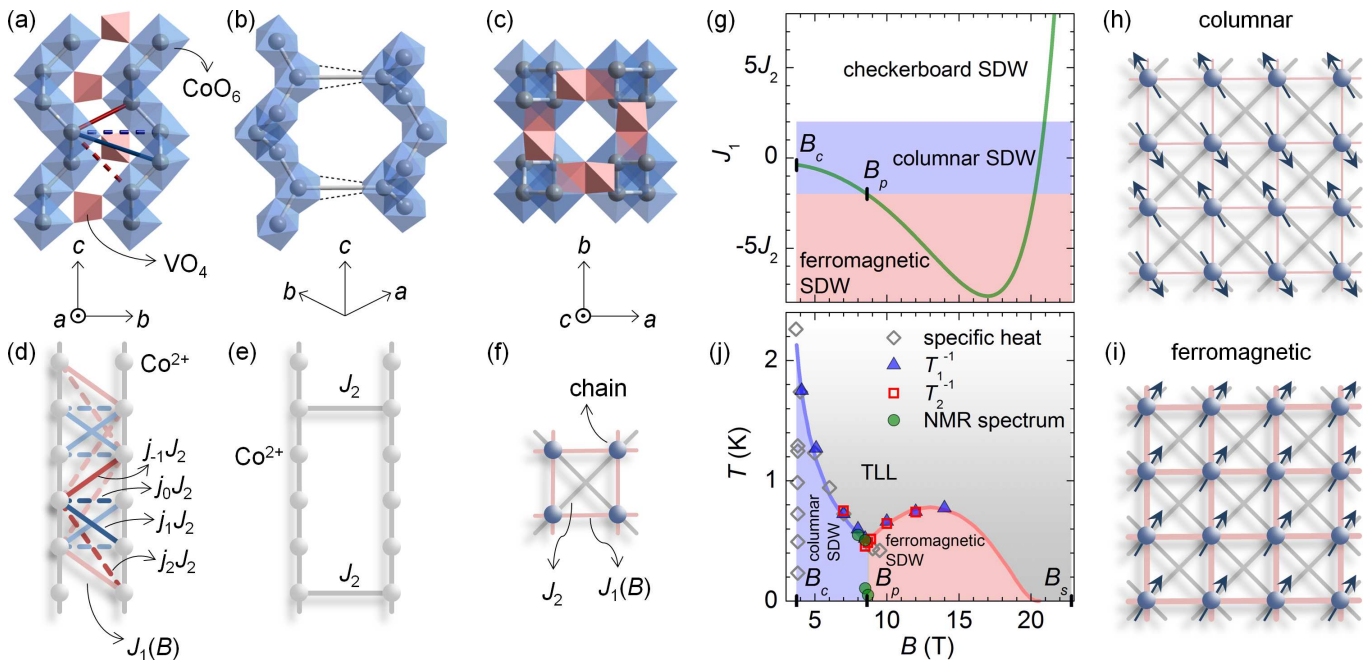 (a)
CoO6
VO4
c
a
b
(b)
c
b
a
(c)
b
c
a
(d)
Co2+
j-1J2
j0J2
j1J2
j2J2
J1(B)
(e)
J2
Co2+
J2
(f)
chain
J2
J1(B)
(g)
J1
5J2
0
-5J2
checkerboard SDW
Bc
columnar SDW
Bp
ferromagnetic
SDW
(h)
columnar
(i)
ferromagnetic
(j)
specific heat
T1-1
T2-1
NMR spectrum
T (K)
2
1
0
TLL
columnar
SDW
ferromagnetic
SDW
Bc
Bp
Bs
5
10
15
20
B (T)